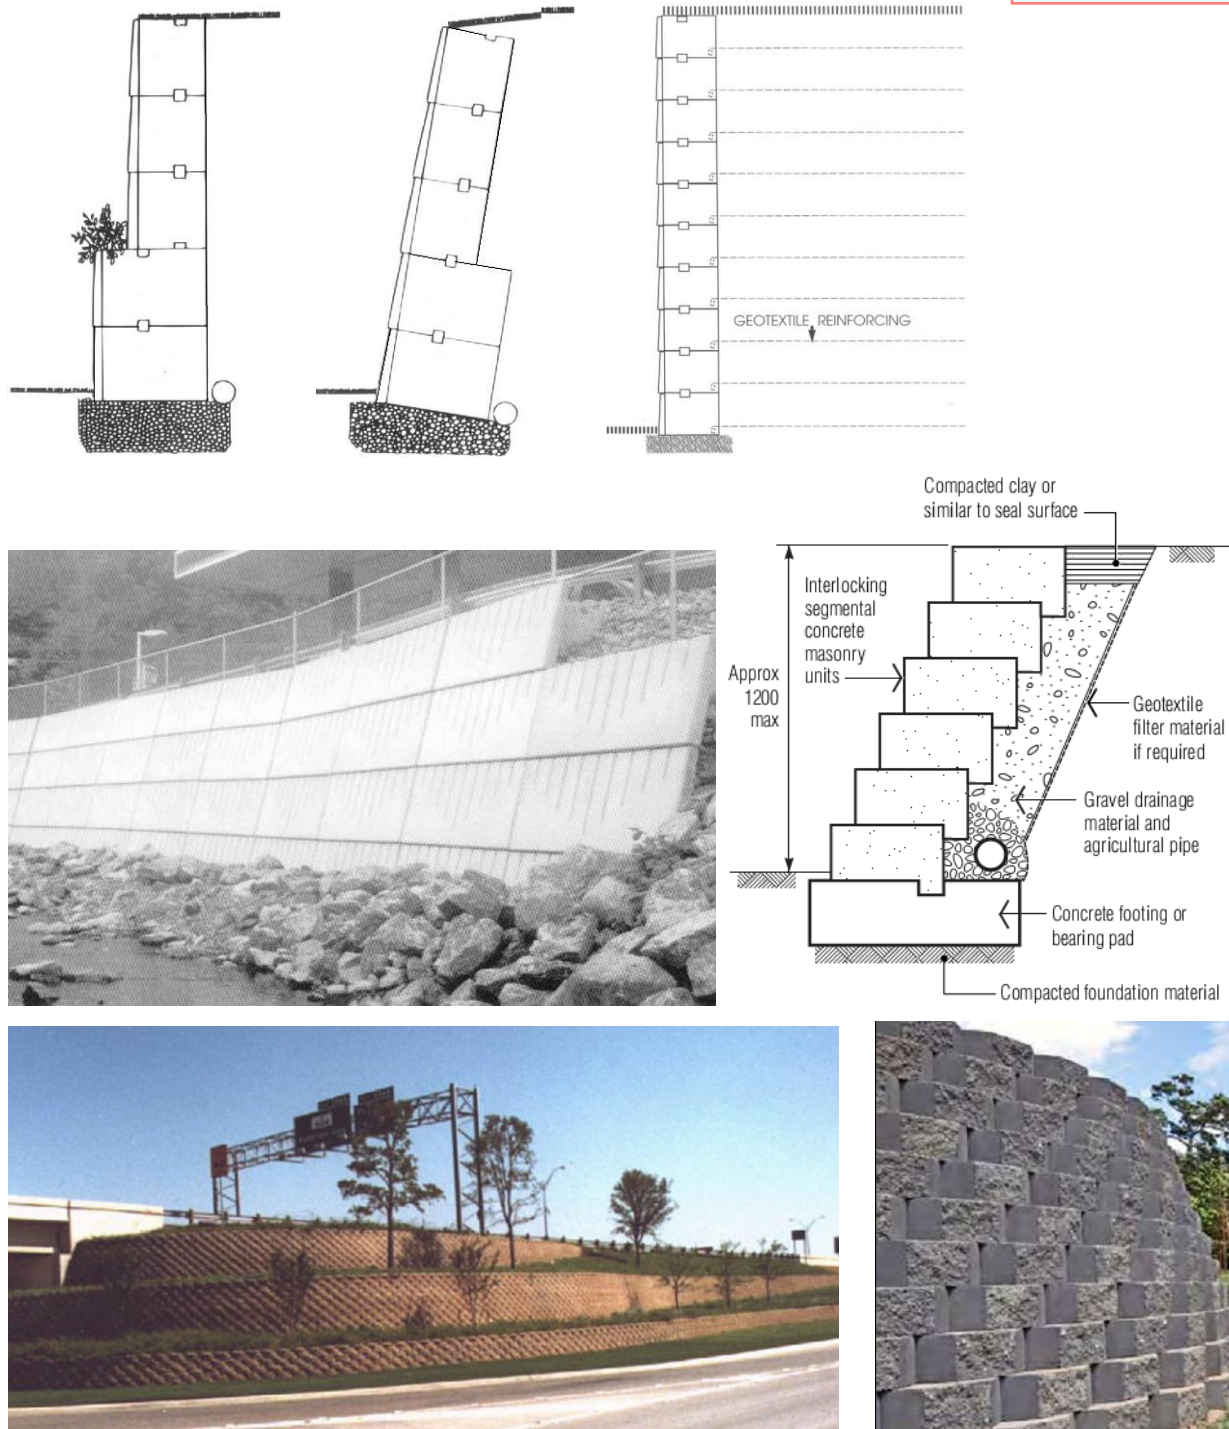 GEOTEXTILE REINFORCING
Compacted clay or
similar to seal surface
Interlocking
segmental
concrete
masonry
units
Approx
1200
max
Geotextile
filter material
if required
Gravel drainage
material and
agricultural pipe
Concrete footing or
bearing pad
Compacted foundation material